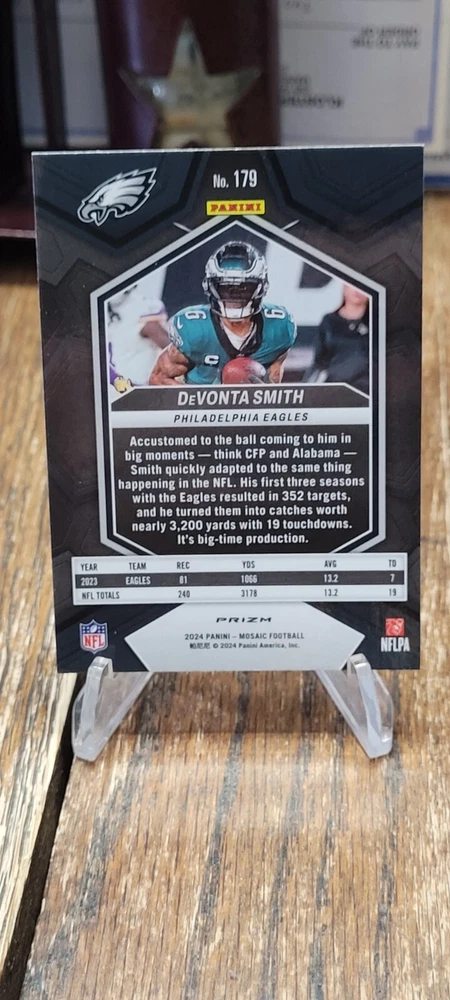 No. 179
PANINI
6
6
C
DEVONTA SMITH
PHILADELPHIA EAGLES
Accustomed to the ball coming to him in
big moments — think CFP and Alabama —
Smith quickly adapted to the same thing
happening in the NFL. His first three seasons
with the Eagles resulted in 352 targets,
and he turned them into catches worth
nearly 3,200 yards with 19 touchdowns.
It's big-time production.
YEAR TEAM REC YDS AVG TD
2023 EAGLES 81 1066 13.2 7
NFL TOTALS 240 3178 13.2 19
PRIZM
2024 PANINI – MOSAIC FOOTBALL
帕尼尼 © 2024 Panini America, Inc.
NFL
NFLPA